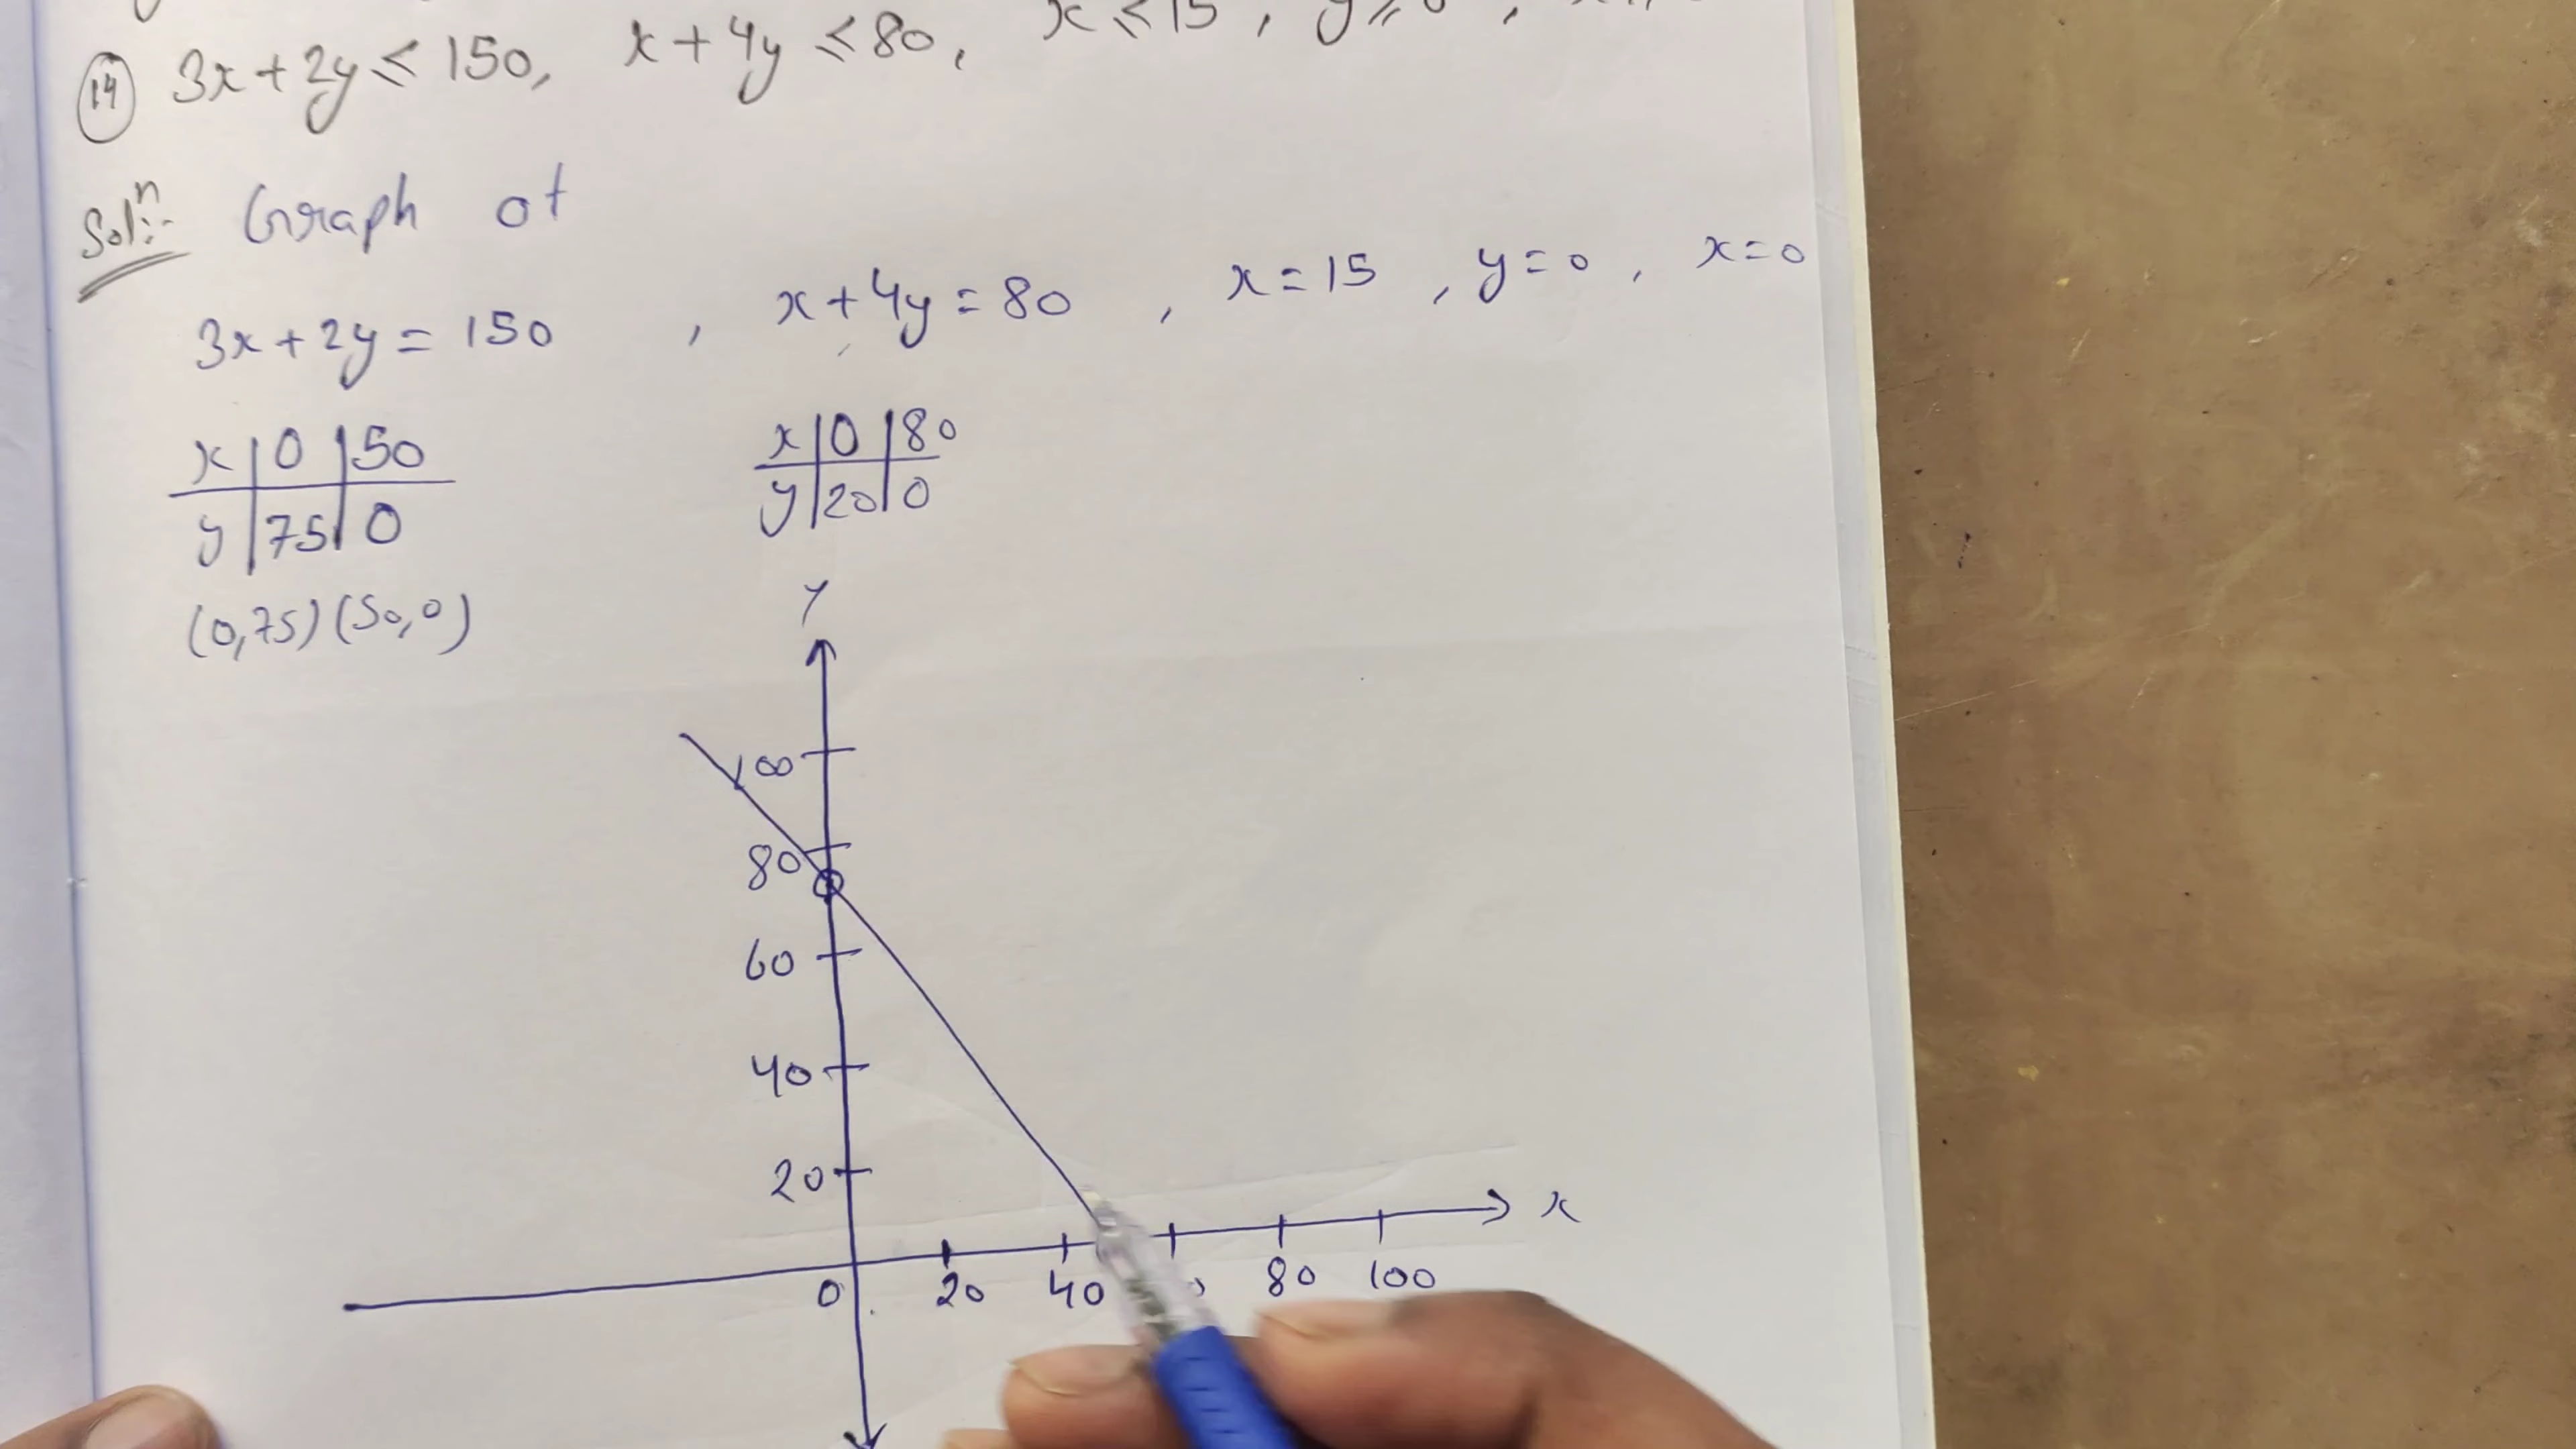 (14) 3x + 2y ≤ 150, x + 4y ≤ 80, x ≤ 15, y ≥ 0,
Solⁿ:- Graph of
3x + 2y = 150 , x + 4y = 80 , x = 15 , y = 0 , x = 0
x | 0 | 50
y | 75 | 0
x | 0 | 80
y | 20 | 0
(0,75) (50,0)
Y
100
80
60
40
20
x
0 20 40 80 100